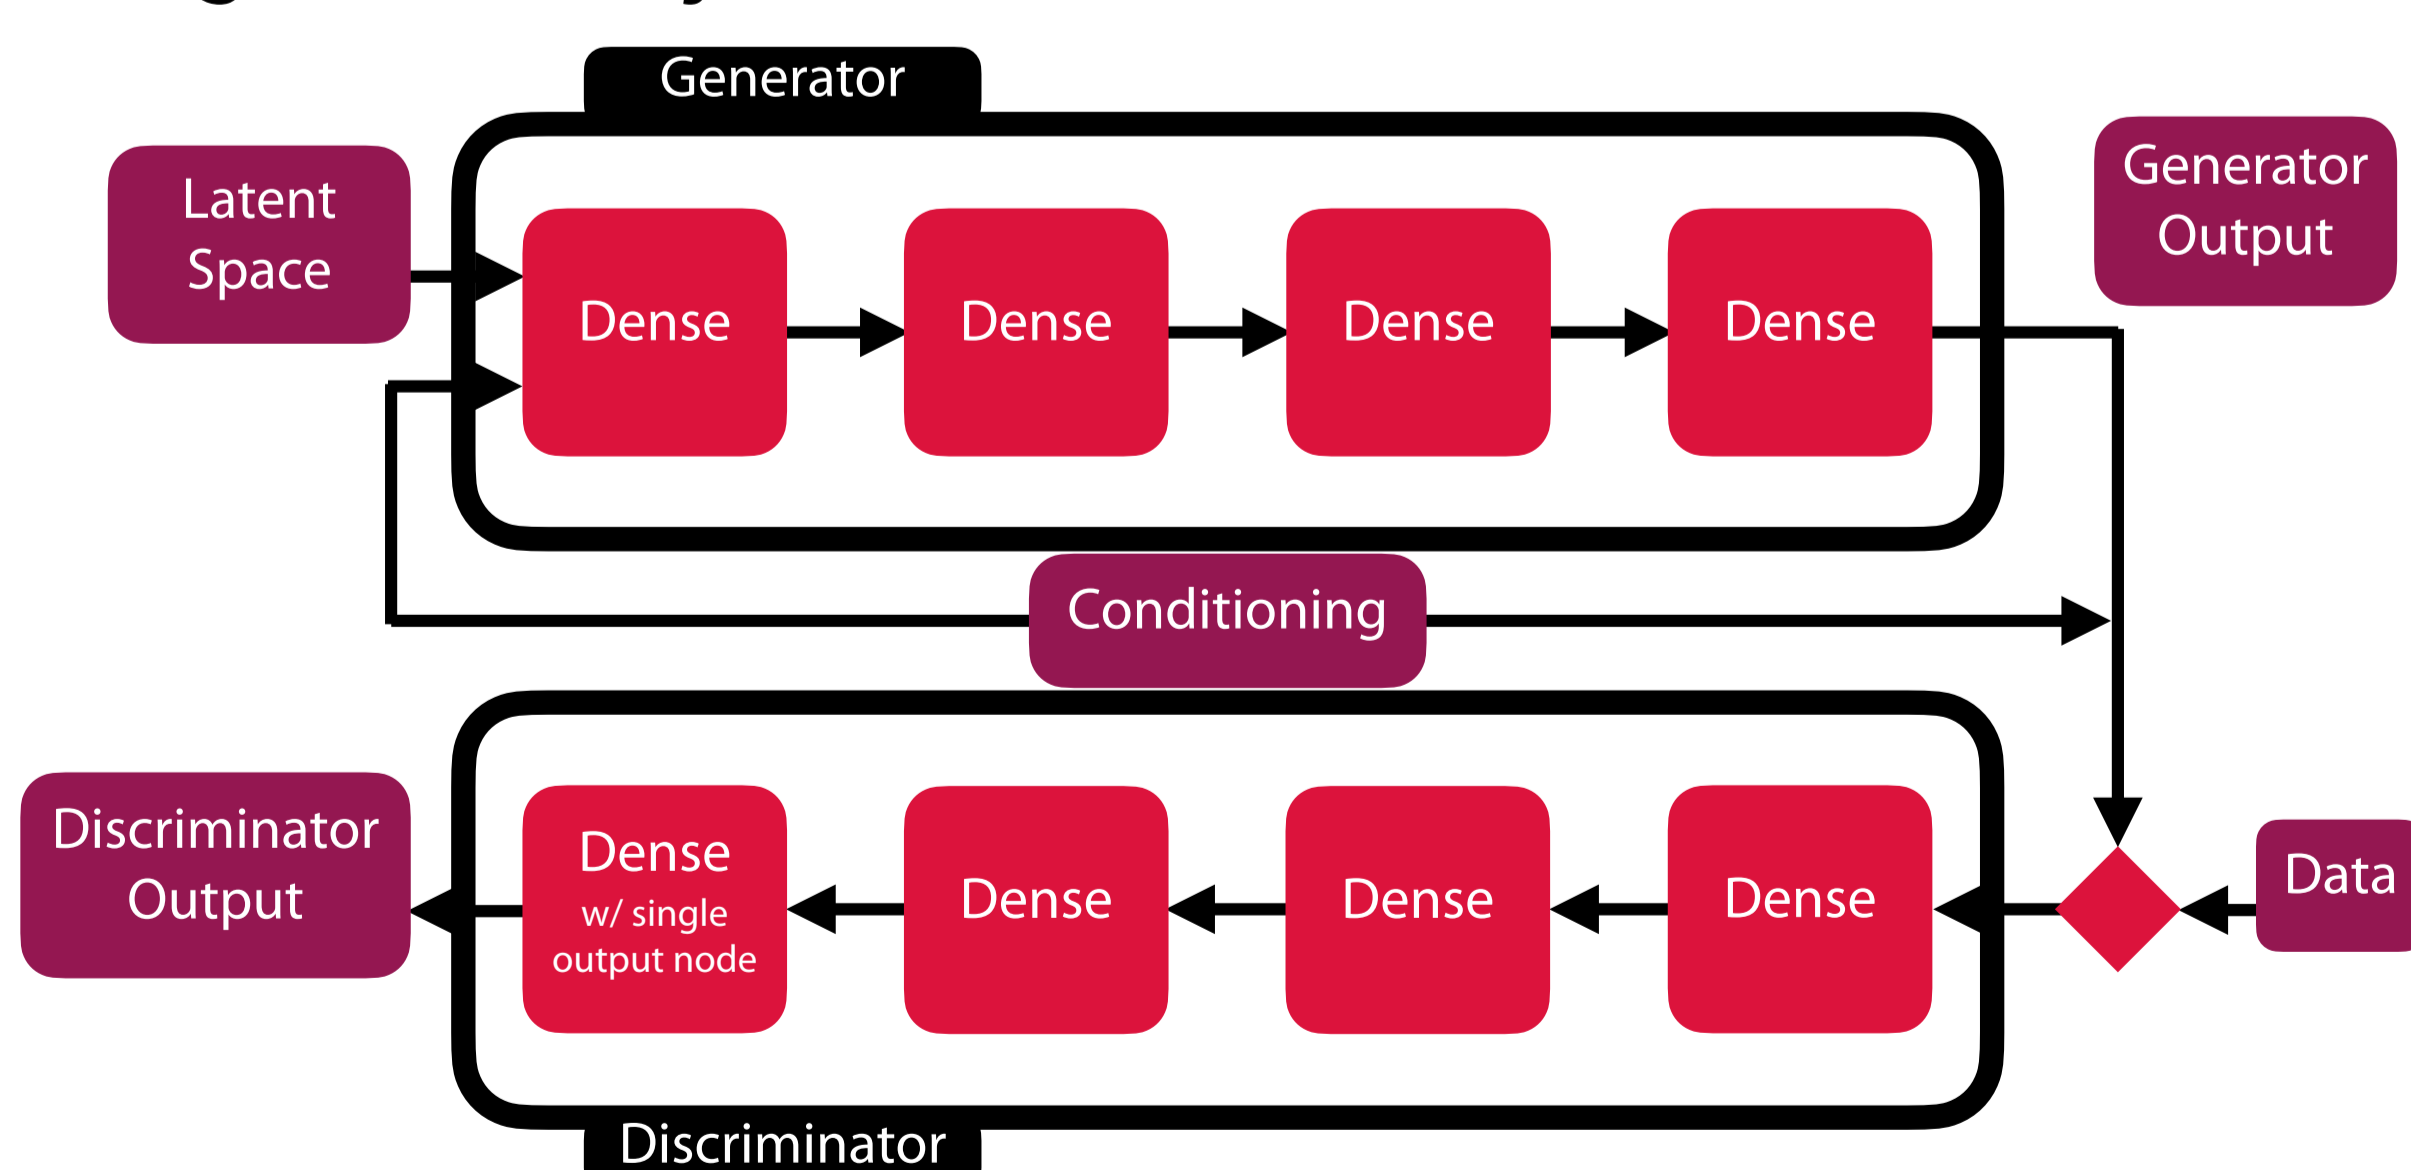 Generator
Latent
Space
Generator
Output
Dense
Dense
Dense
Dense
Conditioning
Discriminator
Output
Dense
w/ single
output node
Dense
Dense
Dense
Data
Discriminator